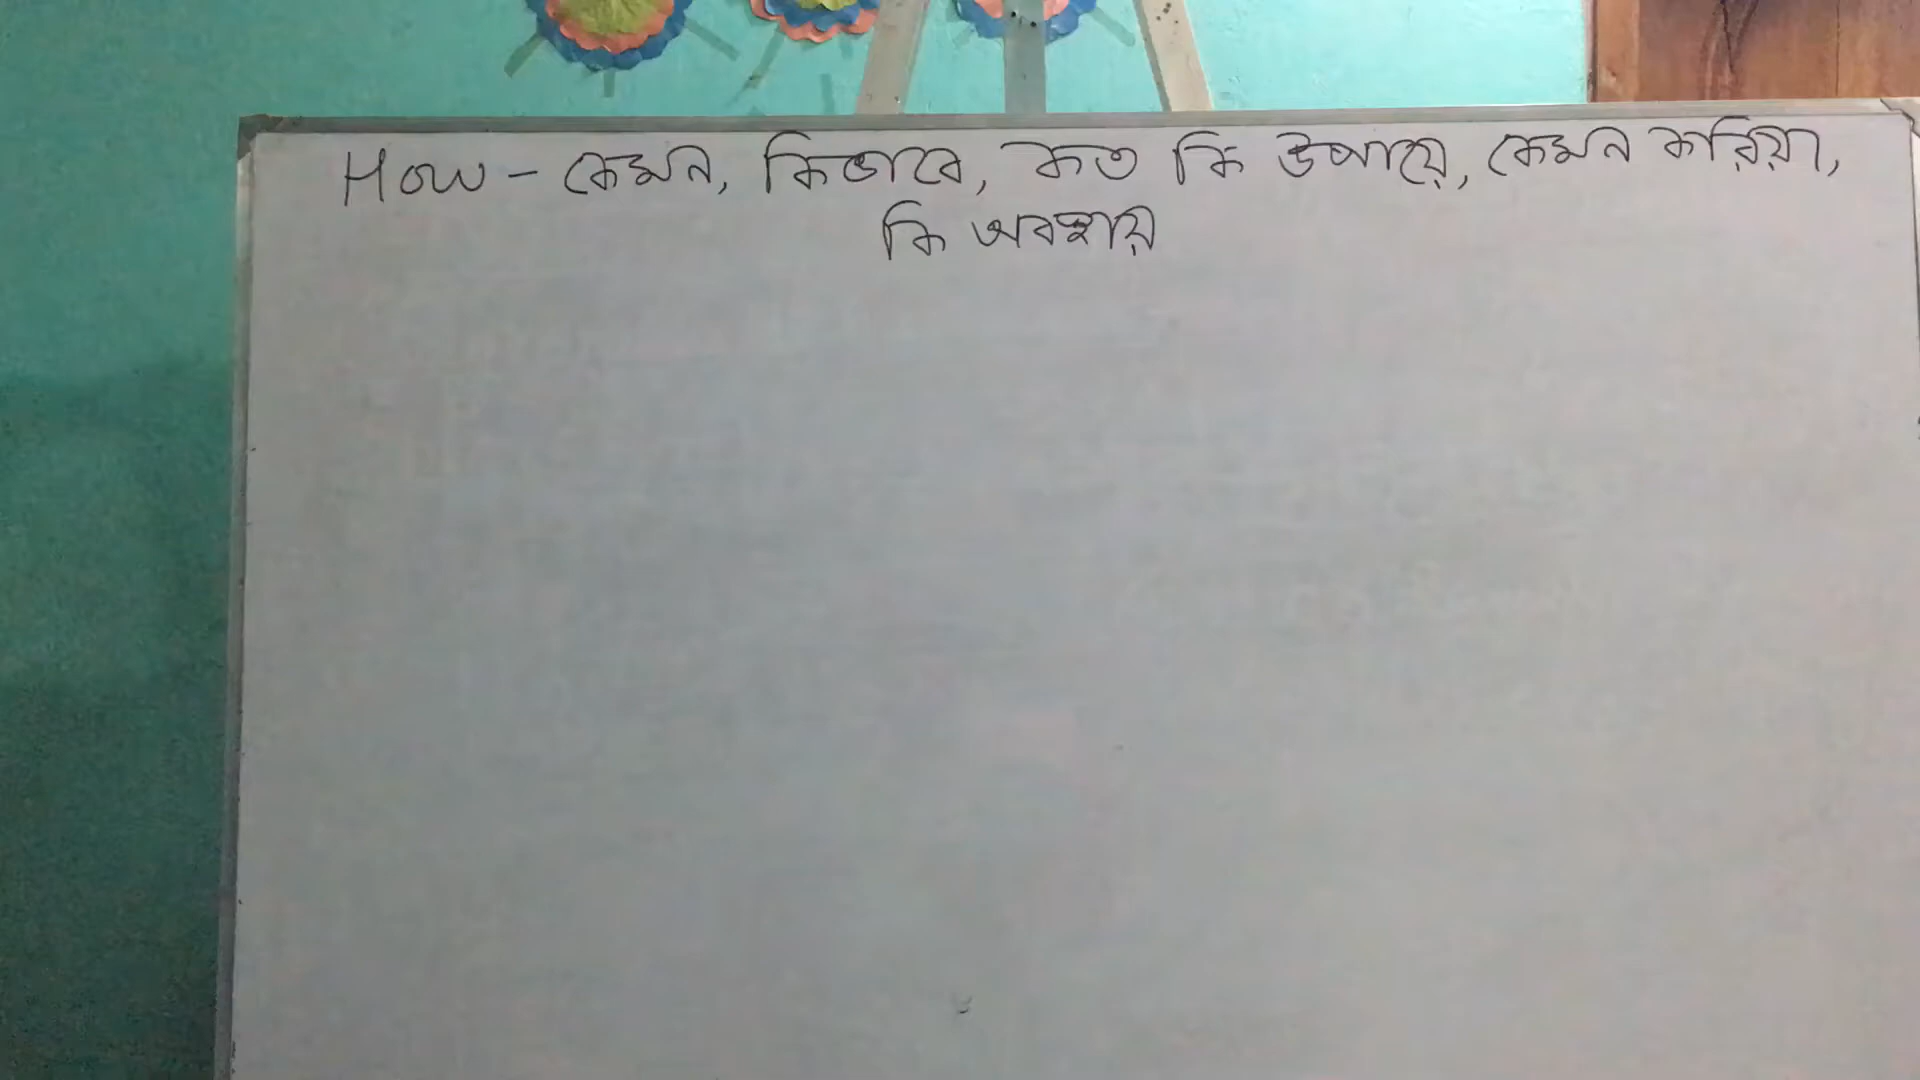 How - কেমন, কিভাবে, কত কি উপায়ে, কেমন করিয়া,
কি অবস্থায়